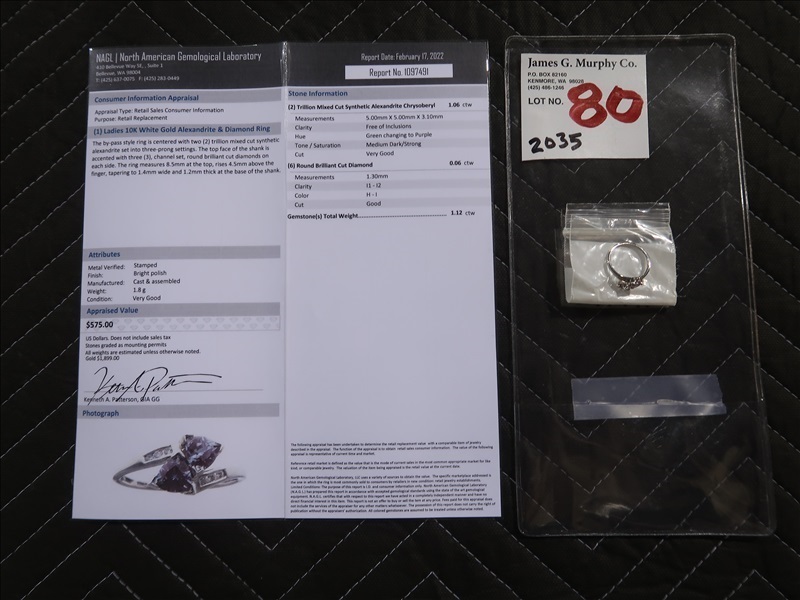 NAGL | North American Gemological Laboratory
Bellevue, WA 98004
T: (425) 637-0075 F: (425) 283-0449
Consumer Information Appraisal
Appraisal Type: Retail Sales Consumer Information
Purpose: Retail Replacement
(1) Ladies 10K White Gold Alexandrite & Diamond Ring
The by-pass style ring is centered with two (2) trillion mixed cut synthetic
alexandrite set into three-prong settings. The top face of the shank is
accented with three (3), channel set, round brilliant cut diamonds on
each side. The ring measures 8.5mm at the top, rises 4.5mm above the
finger, tapering to 1.4mm wide and 1.2mm thick at the base of the shank.
Attributes
Metal Verified: Stamped
Finish: Bright polish
Manufactured: Cast & assembled
Weight: 1.8 g
Condition: Very Good
Appraised Value
$575.00
US Dollars. Does not include sales tax
Stones graded as mounting permits
All weights are estimated unless otherwise noted.
Gold $1,899.00
Kenneth A. Patterson, GIA GG
Photograph
Report Date: February 17, 2022
Report No. 1097491
Stone Information
(2) Trillion Mixed Cut Synthetic Alexandrite Chrysoberyl 1.06 ctw
Measurements 5.00mm X 5.00mm X 3.10mm
Clarity Free of Inclusions
Hue Green changing to Purple
Tone / Saturation Medium Dark/Strong
Cut Very Good
(6) Round Brilliant Cut Diamond 0.06 ctw
Measurements 1.30mm
Clarity I1 - I2
Color H - I
Cut Good
Gemstone(s) Total Weight 1.12 ctw
James G. Murphy Co.
P.O. BOX 82160
KENMORE, WA 98028
(425) 486-1246
LOT NO. 80
2035